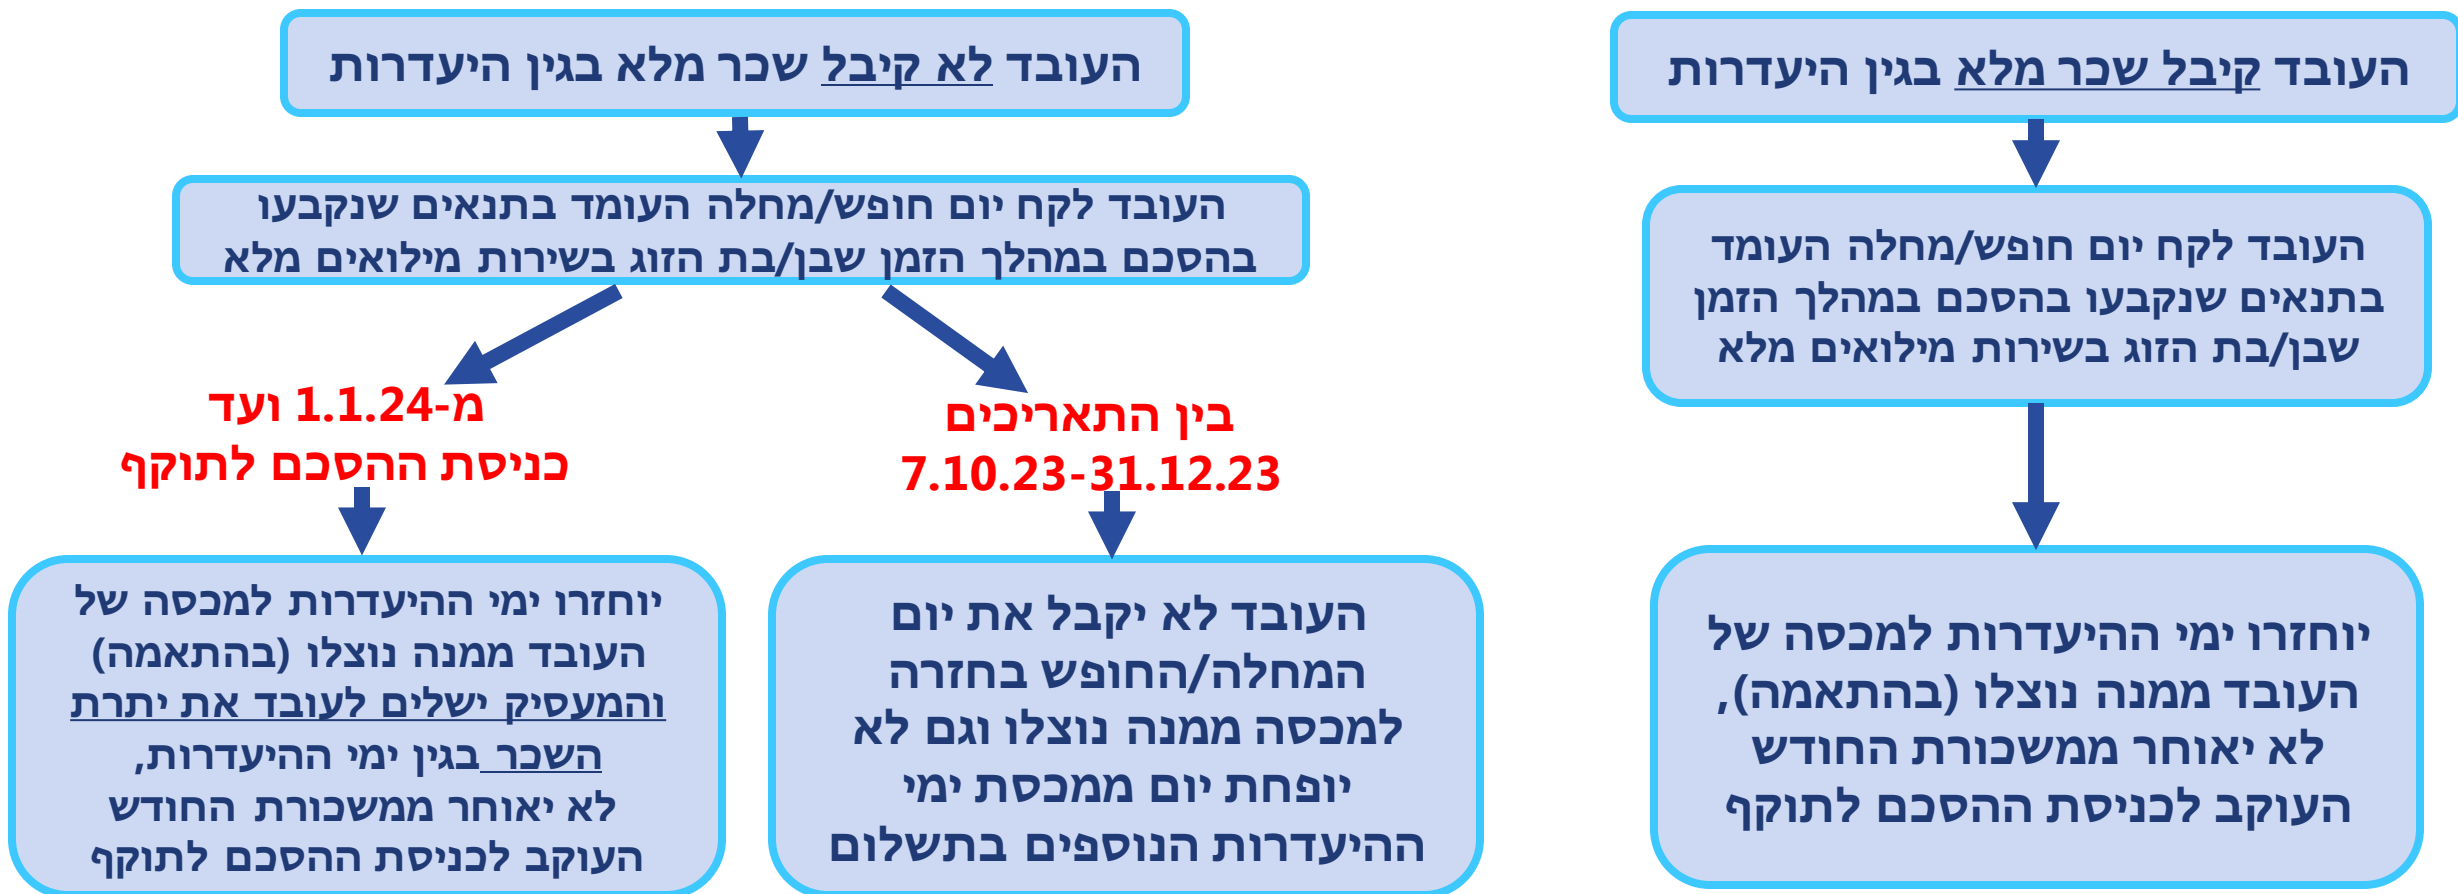 העובד קיבל שכר מלא בגין היעדרות
העובד לקח יום חופש/מחלה העומד
בתנאים שנקבעו בהסכם במהלך הזמן
שבן/בת הזוג בשירות מילואים מלא
יוחזרו ימי ההיעדרות למכסה של
העובד ממנה נוצלו (בהתאמה),
לא יאוחר ממשכורת החודש
העוקב לכניסת ההסכם לתוקף
העובד לא קיבל שכר מלא בגין היעדרות
העובד לקח יום חופש/מחלה העומד בתנאים שנקבעו
בהסכם במהלך הזמן שבן/בת הזוג בשירות מילואים מלא
בין התאריכים
7.10.23-31.12.23
העובד לא יקבל את יום
המחלה/החופש בחזרה
למכסה ממנה נוצלו וגם לא
יופחת יום ממכסת ימי
ההיעדרות הנוספים בתשלום
מ-1.1.24 ועד
כניסת ההסכם לתוקף
יוחזרו ימי ההיעדרות למכסה של
העובד ממנה נוצלו (בהתאמה)
והמעסיק ישלים לעובד את יתרת
השכר בגין ימי ההיעדרות,
לא יאוחר ממשכורת החודש
העוקב לכניסת ההסכם לתוקף